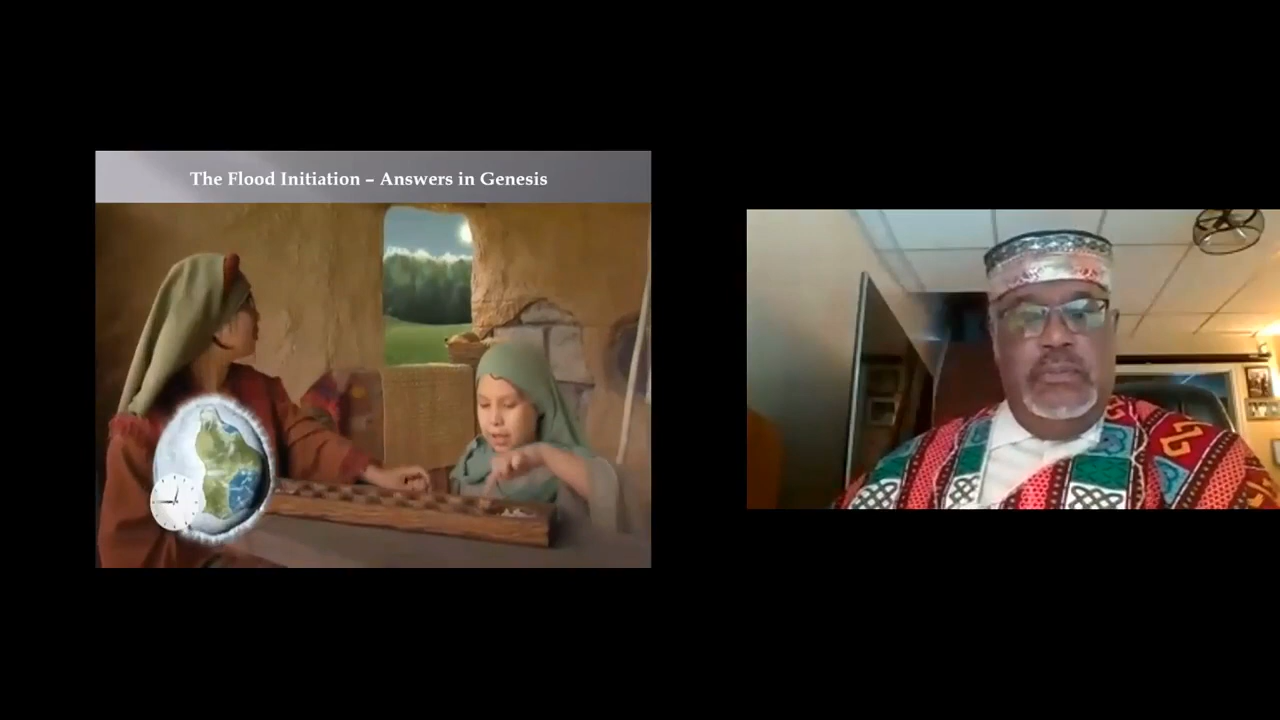 The Flood Initiation – Answers in Genesis